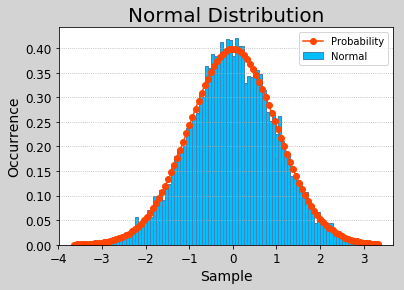 Normal Distribution
Probability
Normal
0.40
0.35
0.30
0.25
0.20
0.15
0.10
0.05
0.00
Occurrence
−4 −3 −2 −1 0 1 2 3
Sample